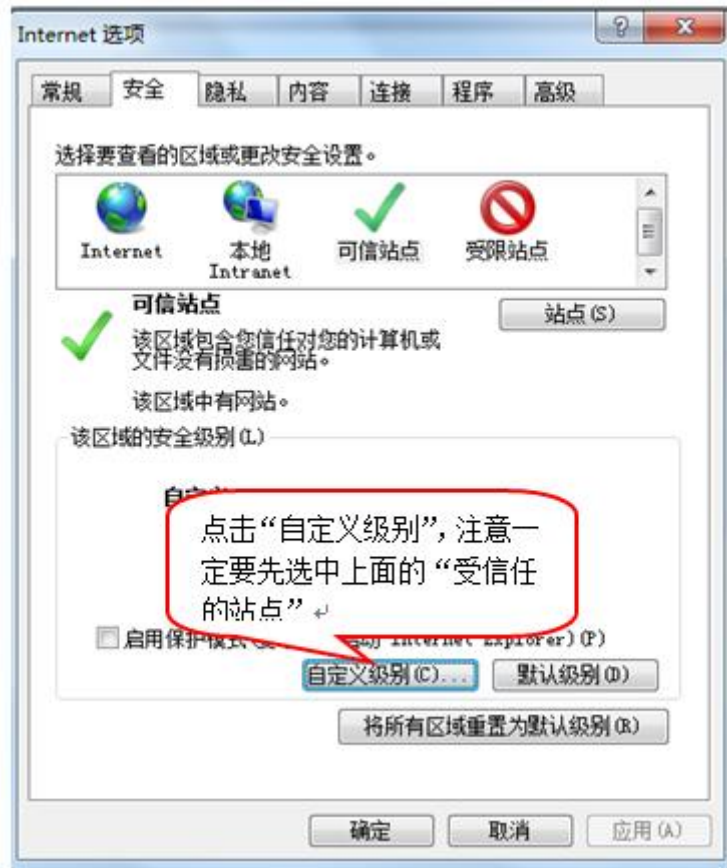 Internet 选项
常规 安全 隐私 内容 连接 程序 高级
选择要查看的区域或更改安全设置。
Internet 本地 Intranet 可信站点 受限站点
可信站点
站点(S)
该区域包含您信任对您的计算机或
文件没有损害的网站。
该区域中有网站。
该区域的安全级别(L)
自定义
点击“自定义级别”，注意一
定要先选中上面的“受信任
的站点”
启用保护模式 Internet Explorer)(P)
自定义级别(C)... 默认级别(D)
将所有区域重置为默认级别(R)
确定 取消 应用(A)